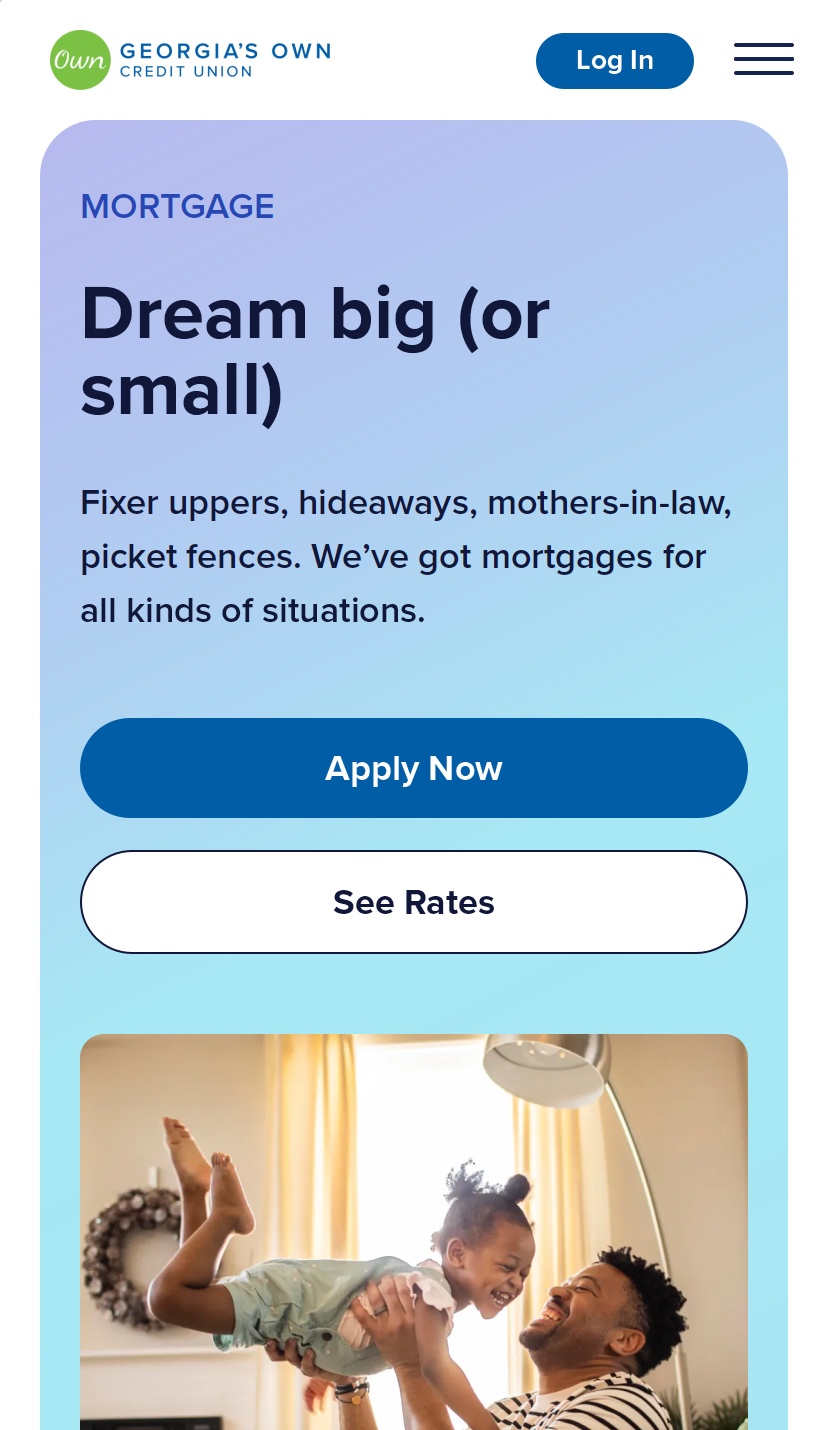 Own
GEORGIA'S OWN
CREDIT UNION
Log In
MORTGAGE
Dream big (or
small)
Fixer uppers, hideaways, mothers-in-law,
picket fences. We’ve got mortgages for
all kinds of situations.
Apply Now
See Rates